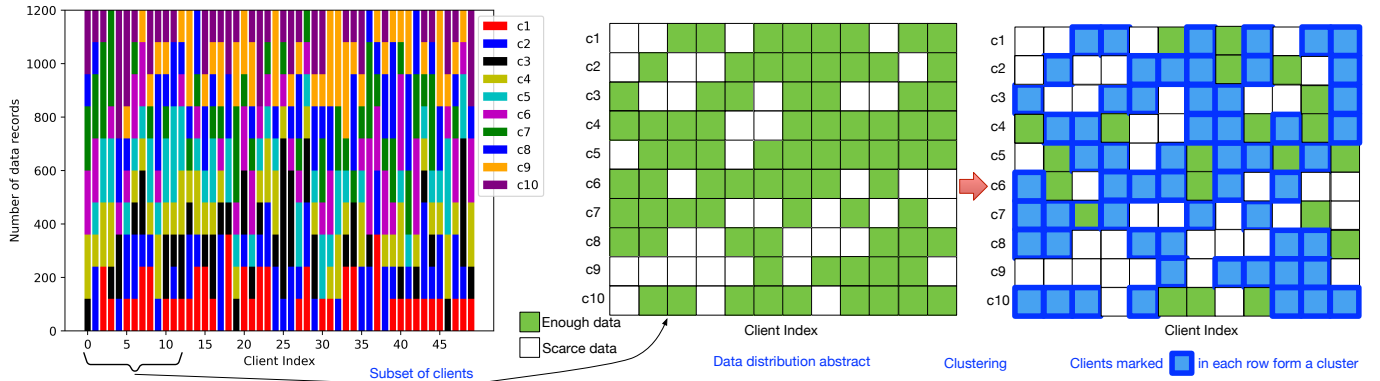 1200
1000
800
600
400
200
0
Number of data records
0 5 10 15 20 25 30 35 40 45
Client Index
c1
c2
c3
c4
c5
c6
c7
c8
c9
c10
Subset of clients
c1
c2
c3
c4
c5
c6
c7
c8
c9
c10
Enough data
Scarce data
Client Index
Data distribution abstract
Clustering
c1
c2
c3
c4
c5
c6
c7
c8
c9
c10
Client Index
Clients marked in each row form a cluster